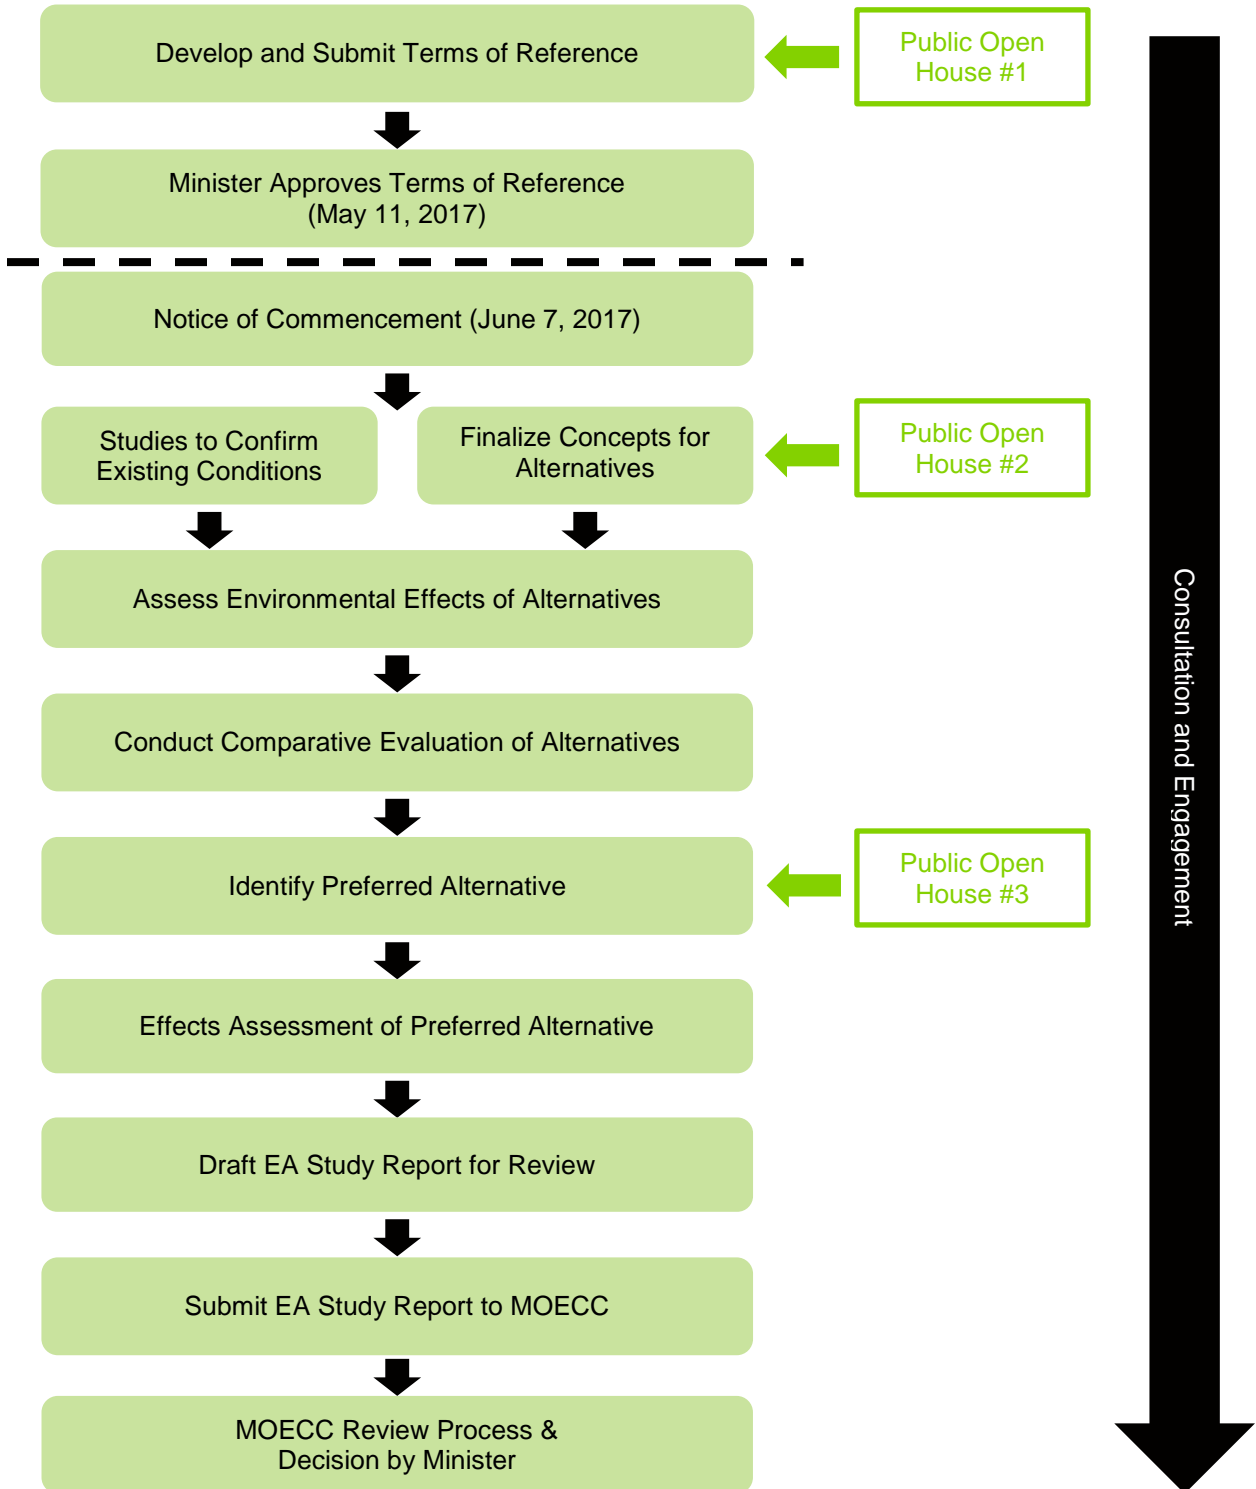 Develop and Submit Terms of Reference
Public Open
House #1
Minister Approves Terms of Reference
(May 11, 2017)
Notice of Commencement (June 7, 2017)
Studies to Confirm
Existing Conditions
Finalize Concepts for
Alternatives
Public Open
House #2
Assess Environmental Effects of Alternatives
Conduct Comparative Evaluation of Alternatives
Identify Preferred Alternative
Public Open
House #3
Effects Assessment of Preferred Alternative
Draft EA Study Report for Review
Submit EA Study Report to MOECC
MOECC Review Process &
Decision by Minister
Consultation and Engagement